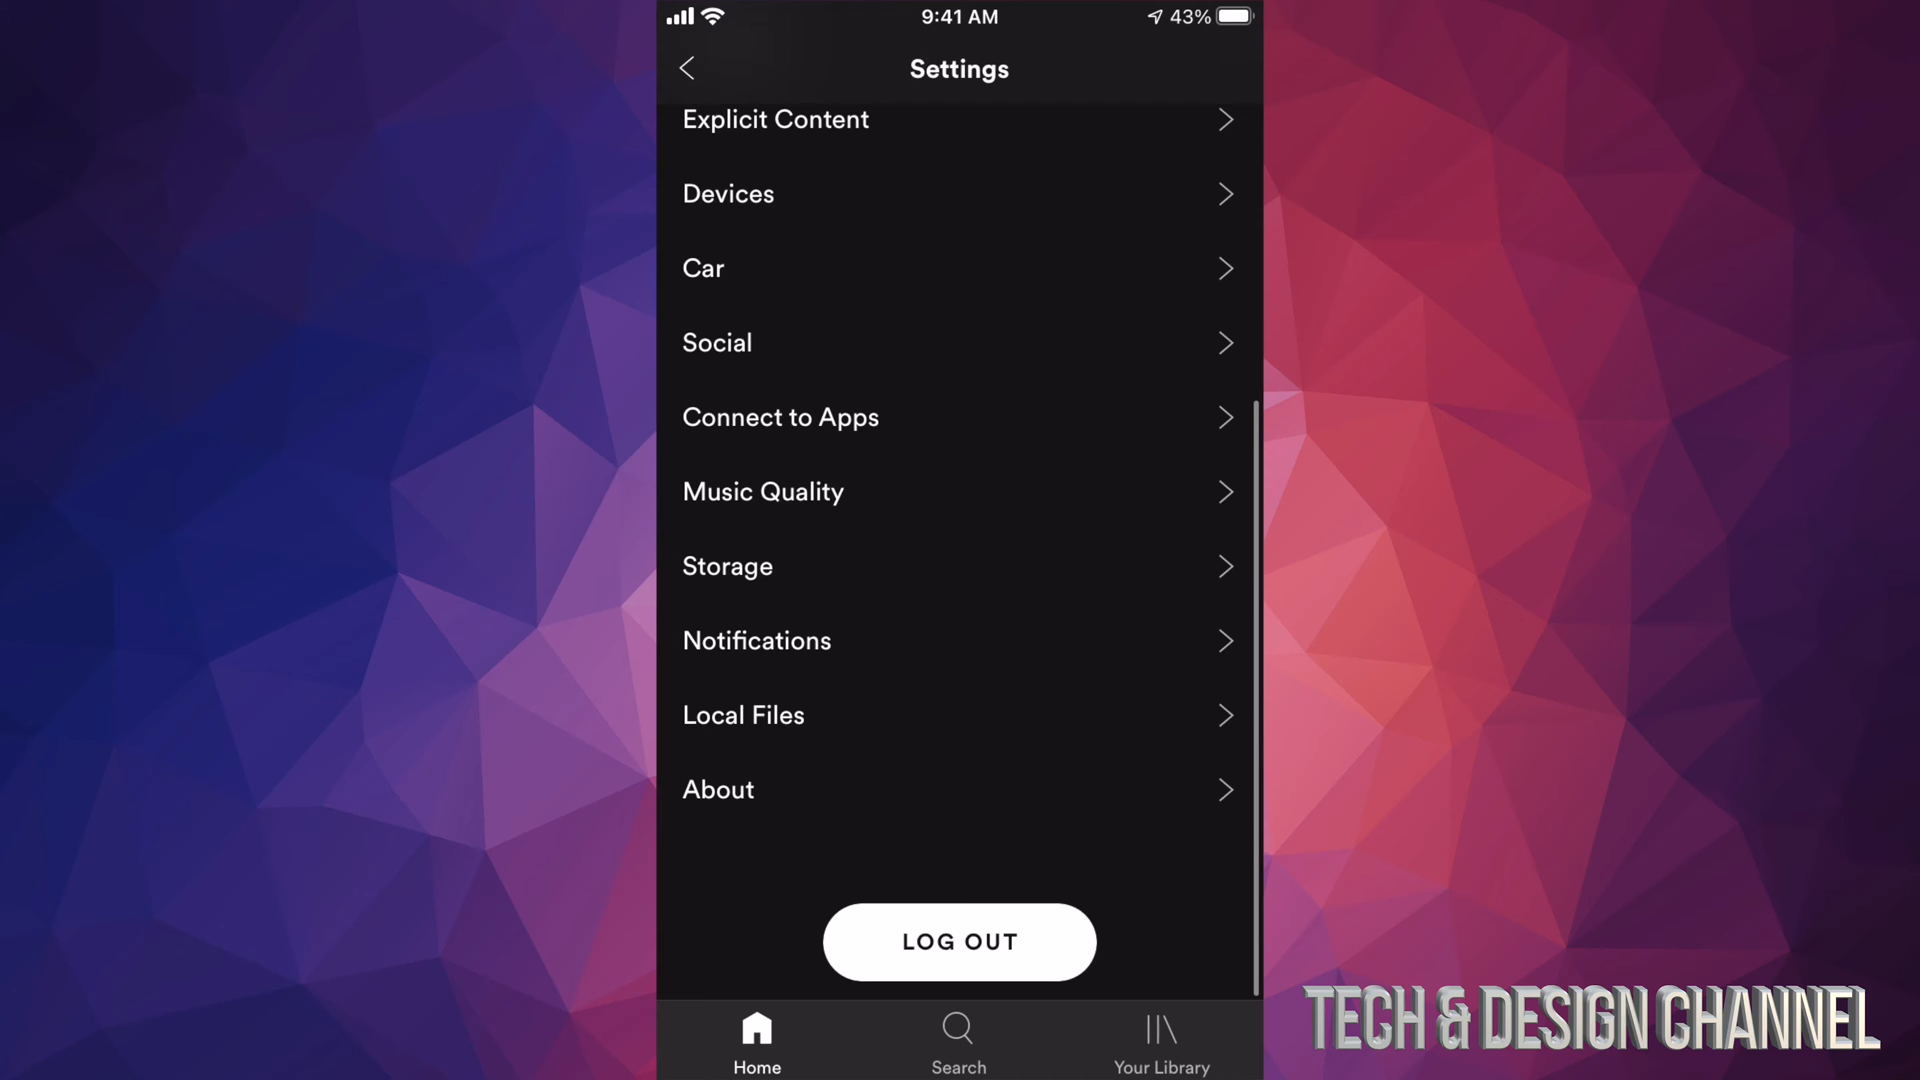 9:41 AM
43%
Settings
Explicit Content
Devices
Car
Social
Connect to Apps
Music Quality
Storage
Notifications
Local Files
About
LOG OUT
Home
Search
Your Library
TECH & DESIGN CHANNEL